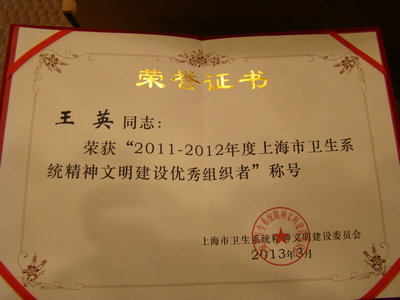 荣誉证书
王英 同志:
荣获“2011-2012年度上海市卫生系
统精神文明建设优秀组织者”称号
上海市卫生系统精神文明建设委员会
2013年3月